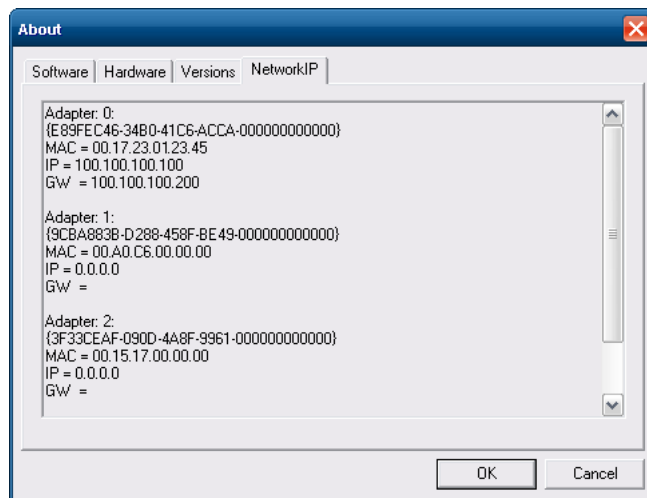 About
Software
Hardware
Versions
NetworkIP
Adapter: 0:
{E89FEC46-34B0-41C6-ACCA-000000000000}
MAC = 00.17.23.01.23.45
IP = 100.100.100.100
GW = 100.100.100.200
Adapter: 1:
{9CBA883B-D288-458F-BE49-000000000000}
MAC = 00.A0.C6.00.00.00
IP = 0.0.0.0
GW =
Adapter: 2:
{3F33CEAF-090D-4A8F-9961-000000000000}
MAC = 00.15.17.00.00.00
IP = 0.0.0.0
GW =
OK
Cancel